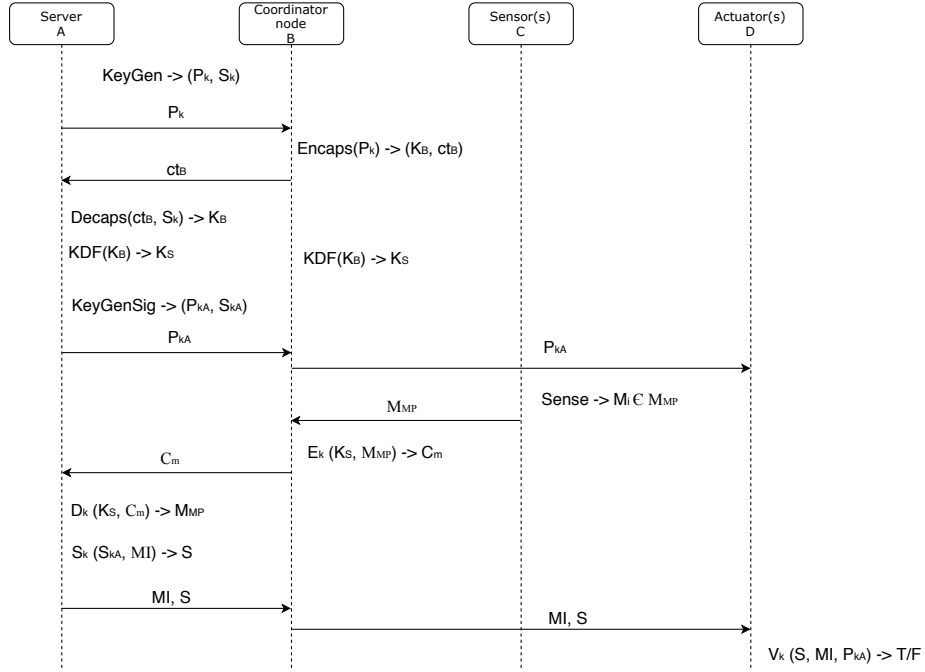 Server
A
Coordinator
node
B
Sensor(s)
C
Actuator(s)
D
KeyGen -> (Pk, Sk)
Pk
Encaps(Pk) -> (KB, ctB)
ctB
Decaps(ctB, Sk) -> KB
KDF(KB) -> KS
KDF(KB) -> KS
KeyGenSig -> (PkA, SkA)
PkA
PkA
Sense -> Mi Є MMP
MMP
Ek (KS, MMP) -> Cm
Cm
Dk (KS, Cm) -> MMP
Sk (SkA, MI) -> S
MI, S
MI, S
Vk (S, MI, PkA) -> T/F